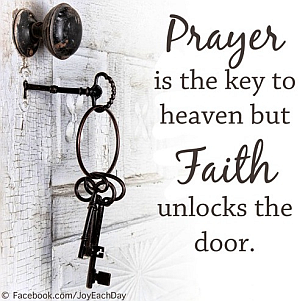 Prayer
is the key to
heaven but
Faith
unlocks the
door.
© Facebook.com/JoyEachDay